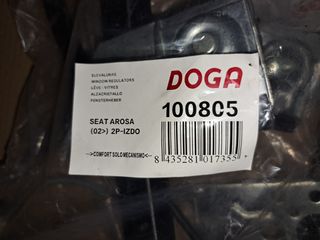 ELEVALUNAS
WINDOW REGULATORS
LÈVE - VITRES
ALZACRISTALLO
FENSTERHEBER
DOGA
100805
SEAT AROSA
(02>) 2P-IZDO
-->COMFORT SOLO MECANISMO<--
8 435281 017355